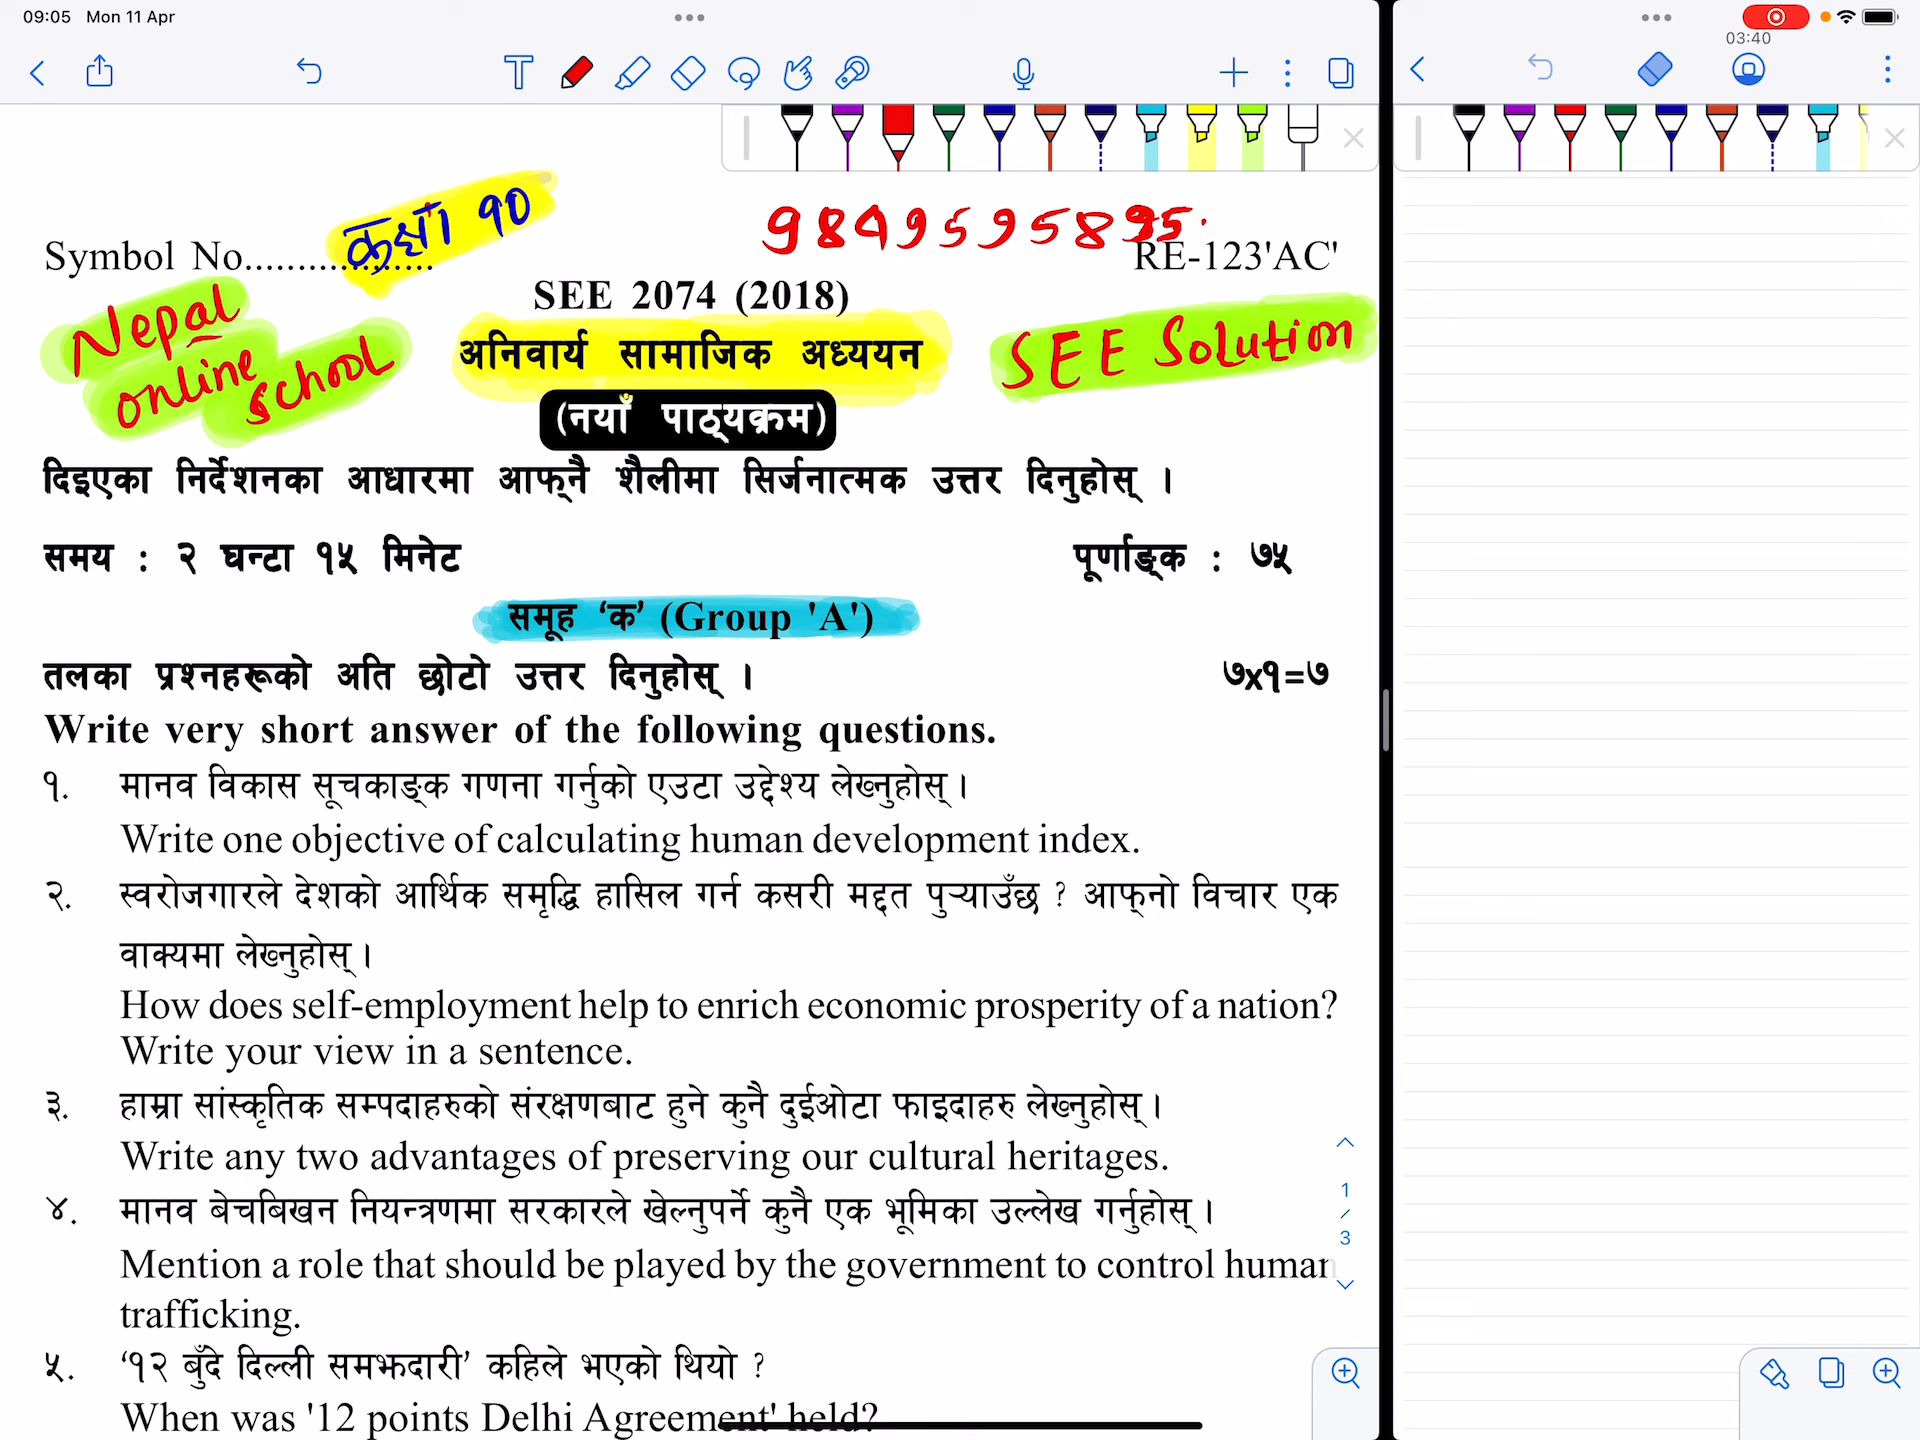 09:05 Mon 11 Apr
03:40
कक्षा १०
9849595895
Symbol No..................
RE-123'AC'
SEE 2074 (2018)
Nepal
online
school
अनिवार्य सामाजिक अध्ययन
SEE Solution
(नयाँ पाठ्यक्रम)
दिइएका निर्देशनका आधारमा आफ्नै शैलीमा सिर्जनात्मक उत्तर दिनुहोस् ।
समय : २ घन्टा १५ मिनेट
पूर्णाङ्क : ७५
समूह ‘क’ (Group 'A')
तलका प्रश्नहरूको अति छोटो उत्तर दिनुहोस् ।
७x१=७
Write very short answer of the following questions.
१. मानव विकास सूचकाङ्क गणना गर्नुको एउटा उद्देश्य लेख्नुहोस् ।
Write one objective of calculating human development index.
२. स्वरोजगारले देशको आर्थिक समृद्धि हासिल गर्न कसरी मद्दत पुऱ्याउँछ ? आफ्नो विचार एक
वाक्यमा लेख्नुहोस् ।
How does self-employment help to enrich economic prosperity of a nation?
Write your view in a sentence.
३. हाम्रा सांस्कृतिक सम्पदाहरुको संरक्षणबाट हुने कुनै दुईओटा फाइदाहरु लेख्नुहोस् ।
Write any two advantages of preserving our cultural heritages.
४. मानव बेचबिखन नियन्त्रणमा सरकारले खेल्नुपर्ने कुनै एक भूमिका उल्लेख गर्नुहोस् ।
Mention a role that should be played by the government to control human
trafficking.
५. ‘१२ बुँदे दिल्ली समझदारी’ कहिले भएको थियो ?
When was '12 points Delhi Agreement' held?
1
/
3